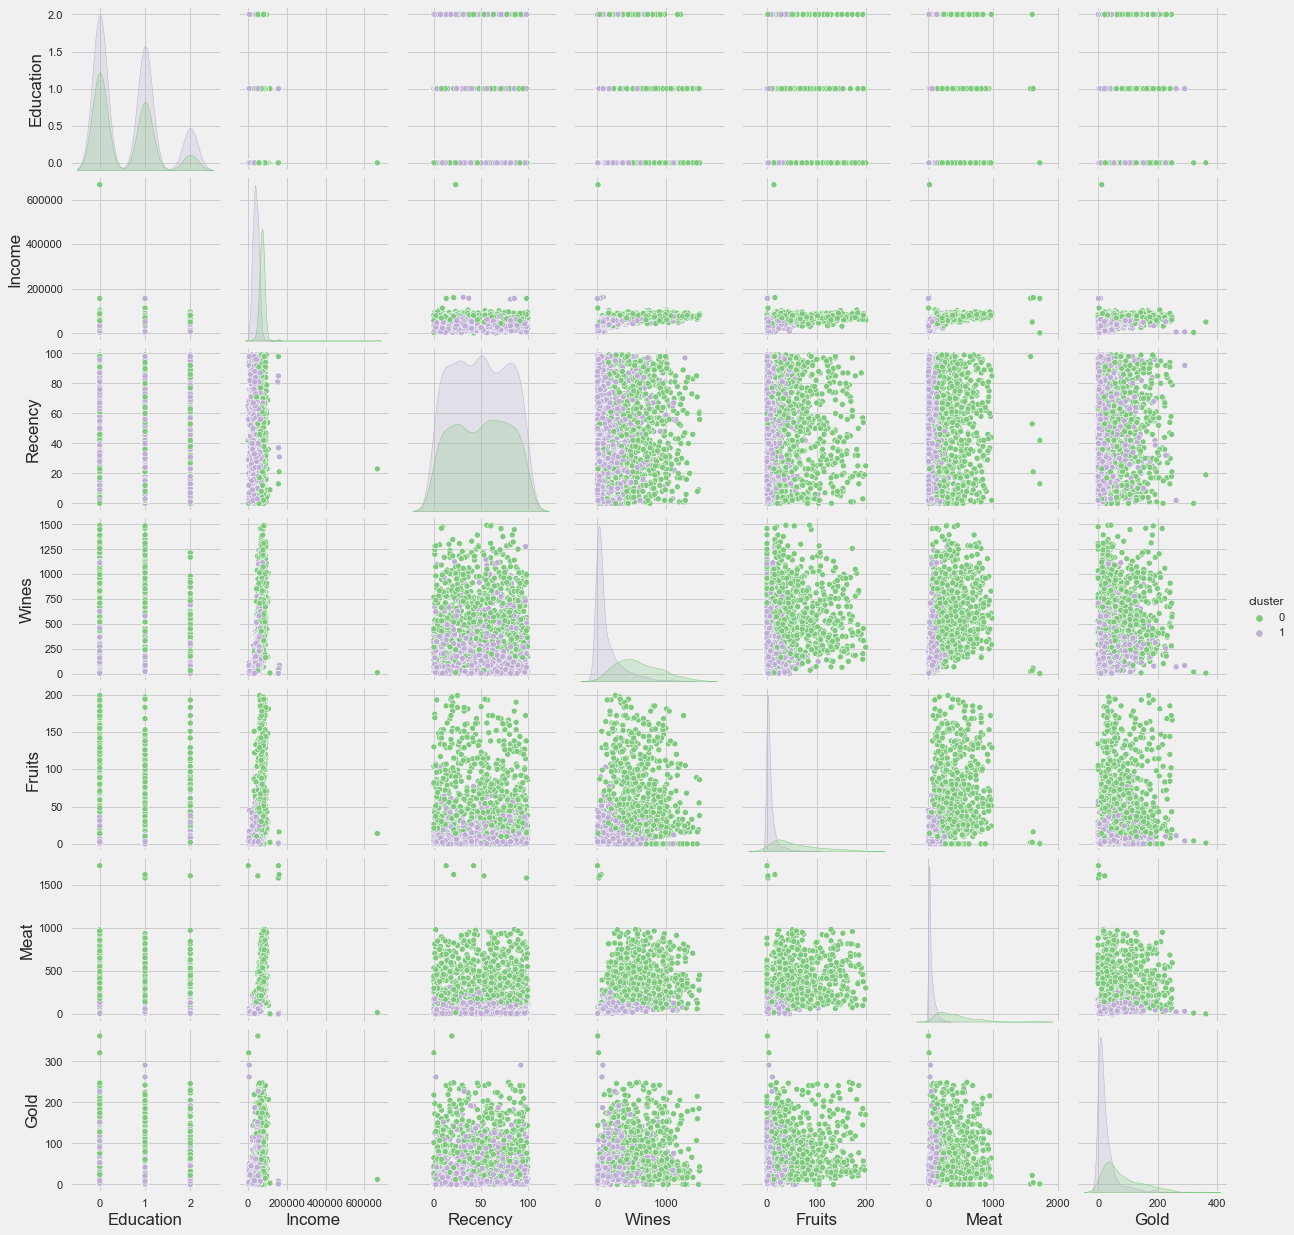 2.0
1.5
Education
1.0
0.5
0.0
600000
Income
400000
200000
0
100
80
Recency
60
40
20
0
1500
1250
Wines
1000
750
500
250
0
cluster
0
1
200
Fruits
150
100
50
0
1500
Meat
1000
500
0
300
Gold
200
100
0
0 1 2
0 200000 400000 600000
0 50 100
0 1000
0 100 200
0 1000 2000
0 200 400
Education Income Recency Wines Fruits Meat Gold